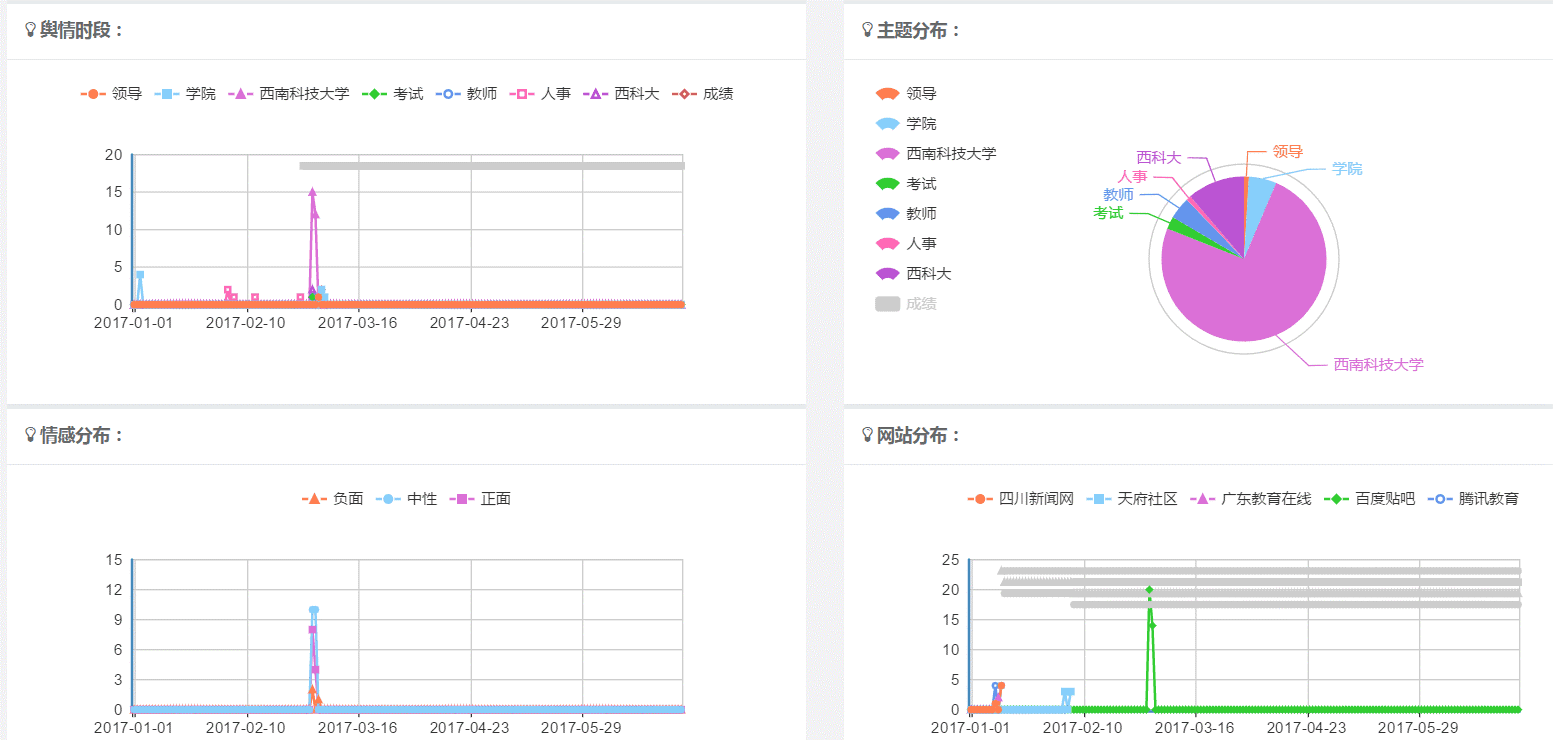 舆情时段：
领导 学院 西南科技大学 考试 教师 人事 西科大 成绩
20
15
10
5
0
2017-01-01 2017-02-10 2017-03-16 2017-04-23 2017-05-29
主题分布：
领导
学院
西南科技大学
考试
教师
人事
西科大
成绩
领导
西科大
学院
人事
教师
考试
西南科技大学
情感分布：
负面 中性 正面
15
12
9
6
3
0
2017-01-01 2017-02-10 2017-03-16 2017-04-23 2017-05-29
网站分布：
四川新闻网 天府社区 广东教育在线 百度贴吧 腾讯教育
25
20
15
10
5
0
2017-01-01 2017-02-10 2017-03-16 2017-04-23 2017-05-29